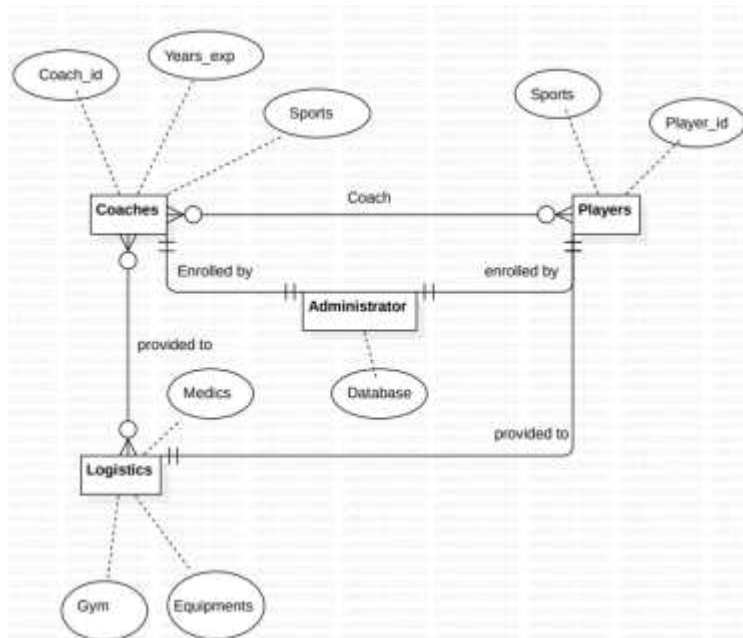 Years_exp
Coach_id
Sports
Sports
Player_id
Coaches
Coach
Players
Enrolled by
enrolled by
Administrator
provided to
Medics
Database
provided to
Logistics
Gym
Equipments